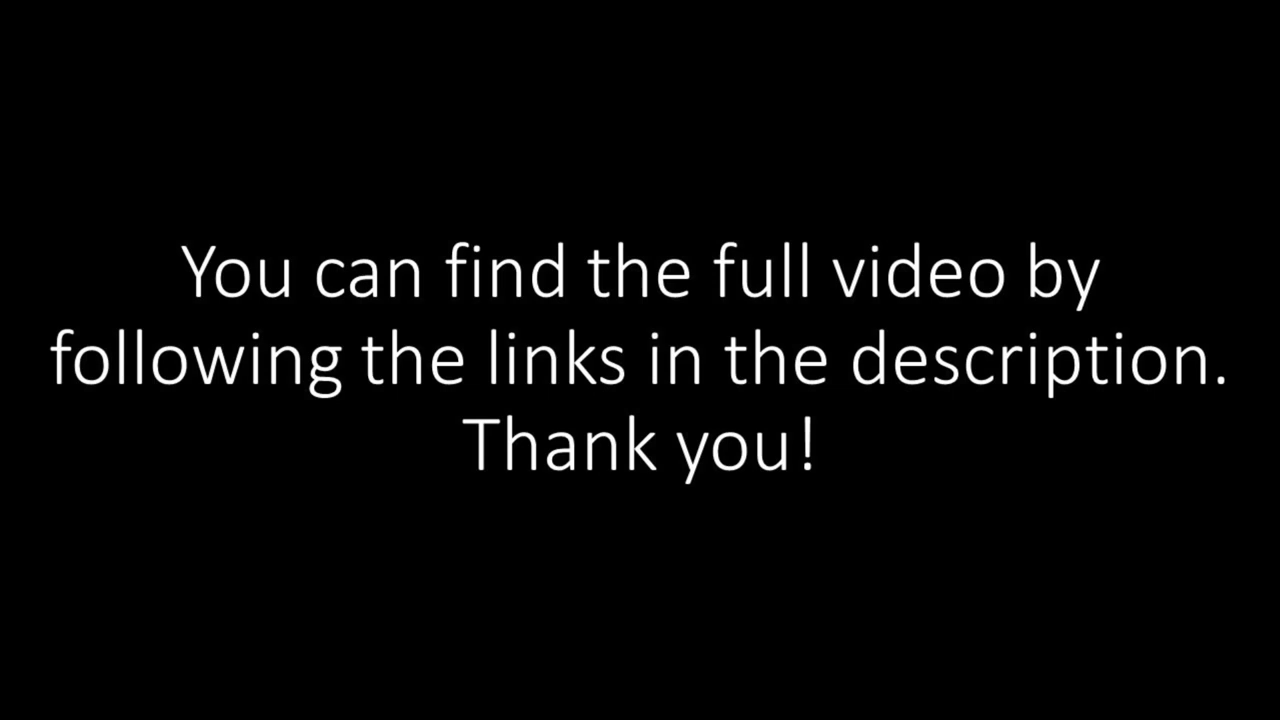 You can find the full video by
following the links in the description.
Thank you!